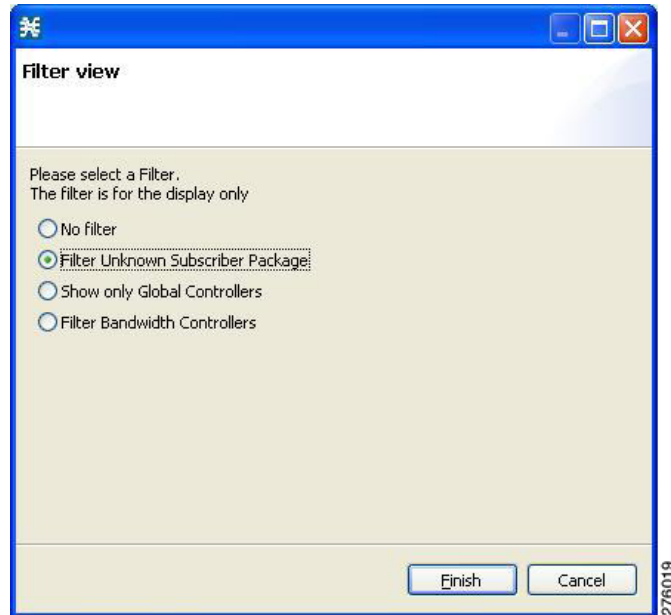 Filter view
Please select a Filter.
The filter is for the display only
No filter
Filter Unknown Subscriber Package
Show only Global Controllers
Filter Bandwidth Controllers
Finish
Cancel